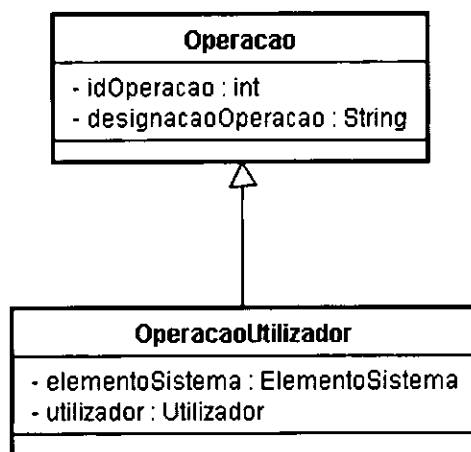 Operacao
- idOperacao : int
- designacaoOperacao : String
OperacaoUtilizador
- elementoSistema : ElementoSistema
- utilizador : Utilizador